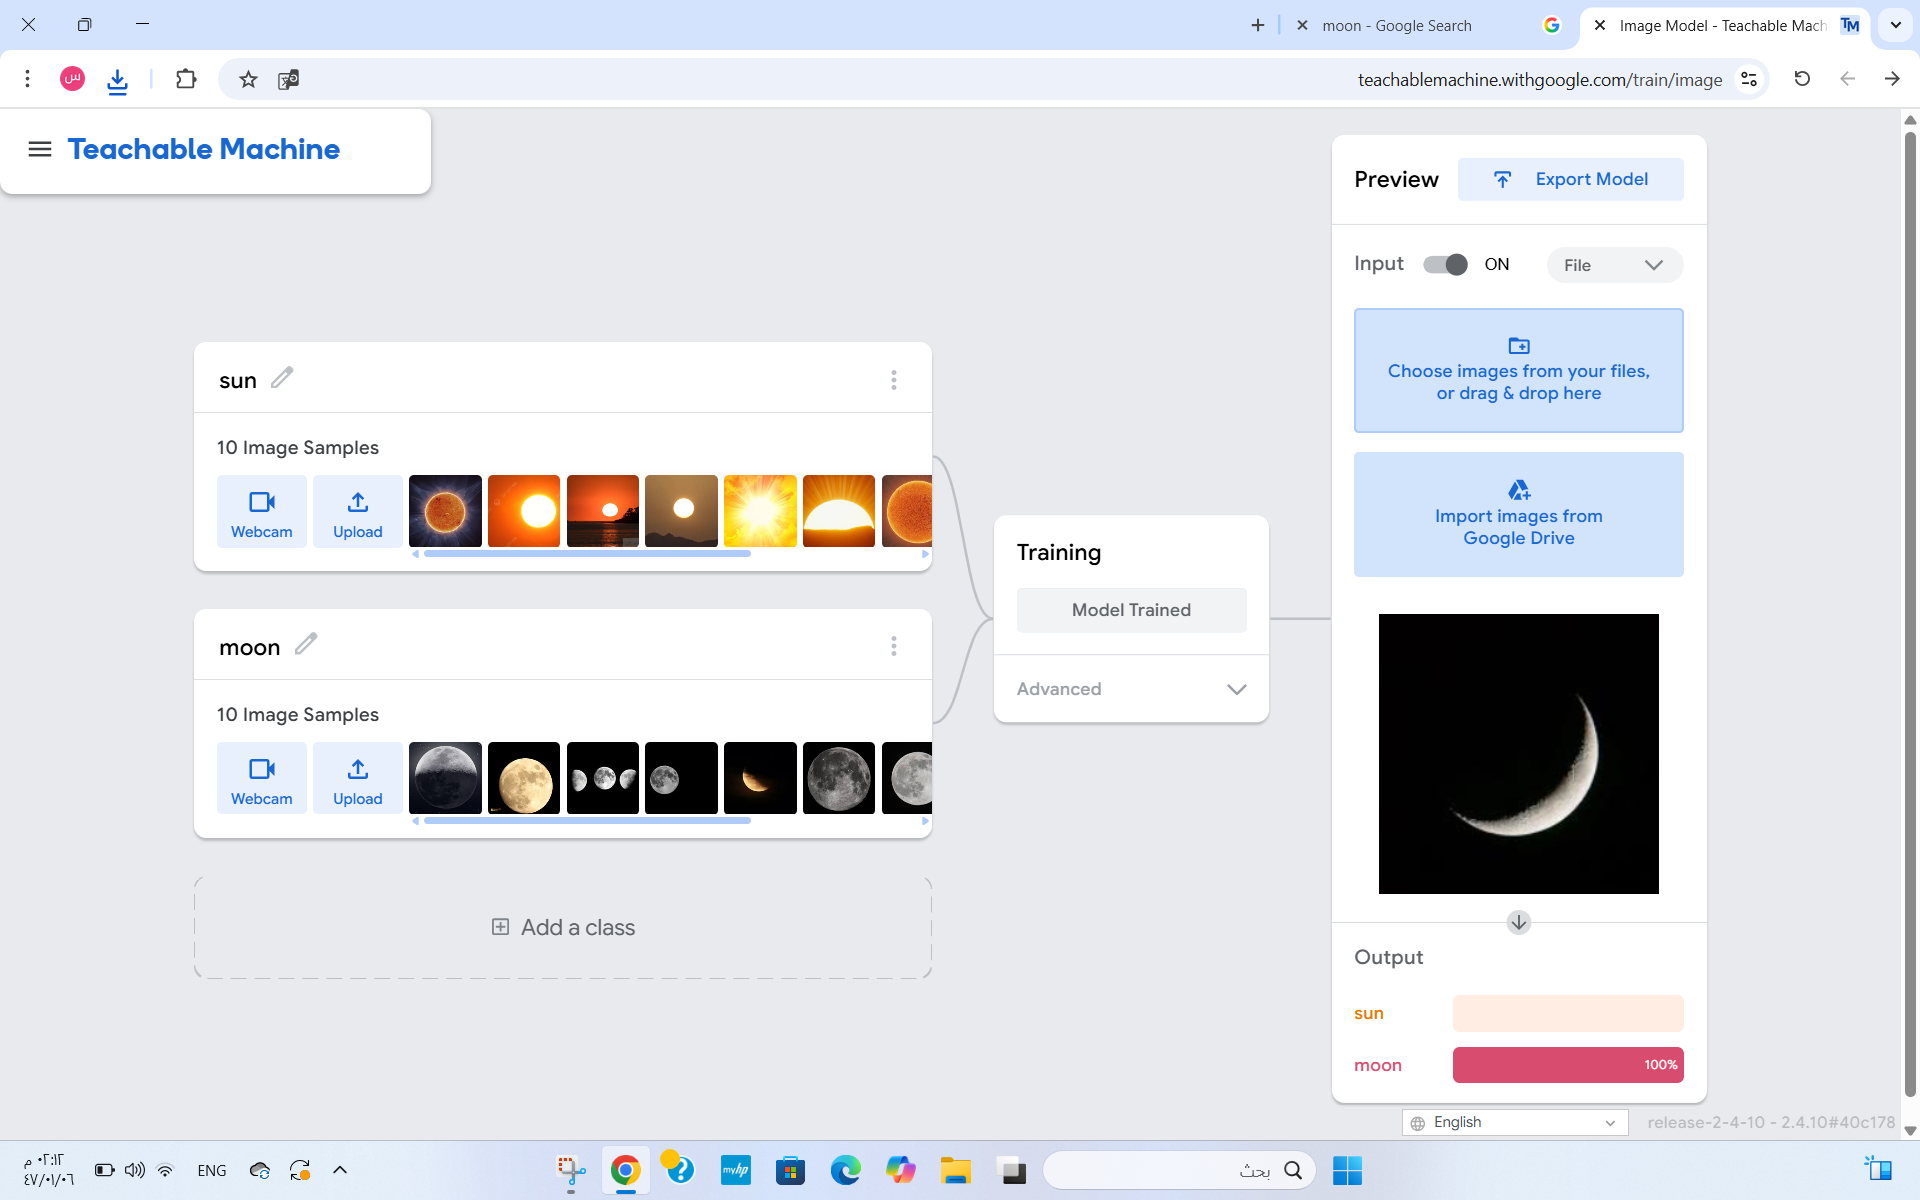 moon - Google Search
Image Model - Teachable Mach
س
teachablemachine.withgoogle.com/train/image
Teachable Machine
Preview
Export Model
Input
ON
File
Choose images from your files,
or drag & drop here
Import images from
Google Drive
sun
10 Image Samples
Webcam
Upload
Training
Model Trained
Advanced
moon
10 Image Samples
Webcam
Upload
Add a class
Output
sun
moon
100%
English
release-2-4-10 - 2.4.10#40c178
٠٢:١٢ م
٤٧/٠١/٠٦
ENG
myhp
بحث